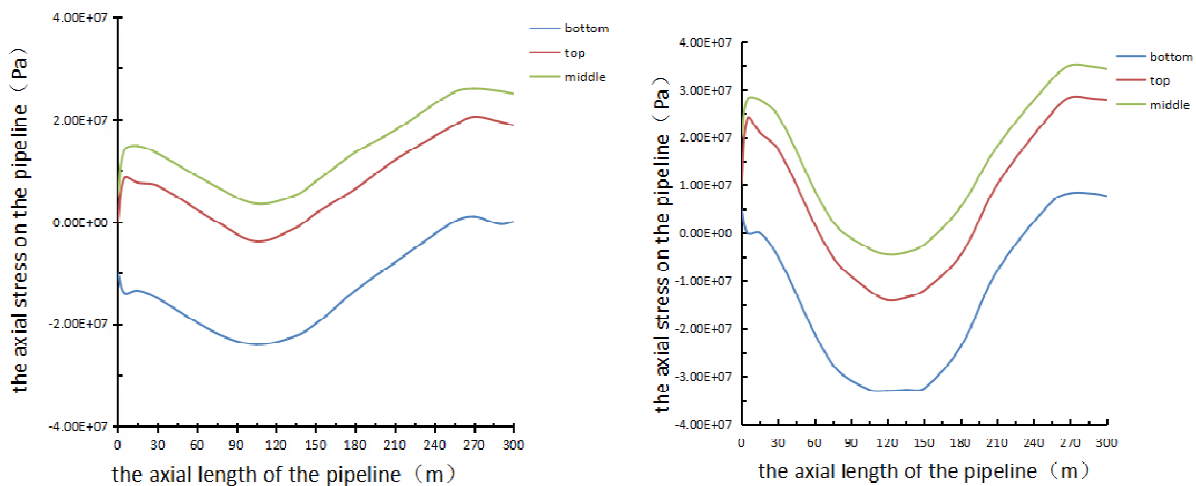 4.00E+07
2.00E+07
0.00E+00
-2.00E+07
-4.00E+07
the axial stress on the pipeline（Pa）
0 30 60 90 120 150 180 210 240 270 300
the axial length of the pipeline（m）
bottom
top
middle
4.00E+07
3.00E+07
2.00E+07
1.00E+07
0.00E+00
-1.00E+07
-2.00E+07
-3.00E+07
-4.00E+07
the axial stress on the pipeline（Pa）
0 30 60 90 120 150 180 210 240 270 300
the axial length of the pipeline（m）
bottom
top
middle